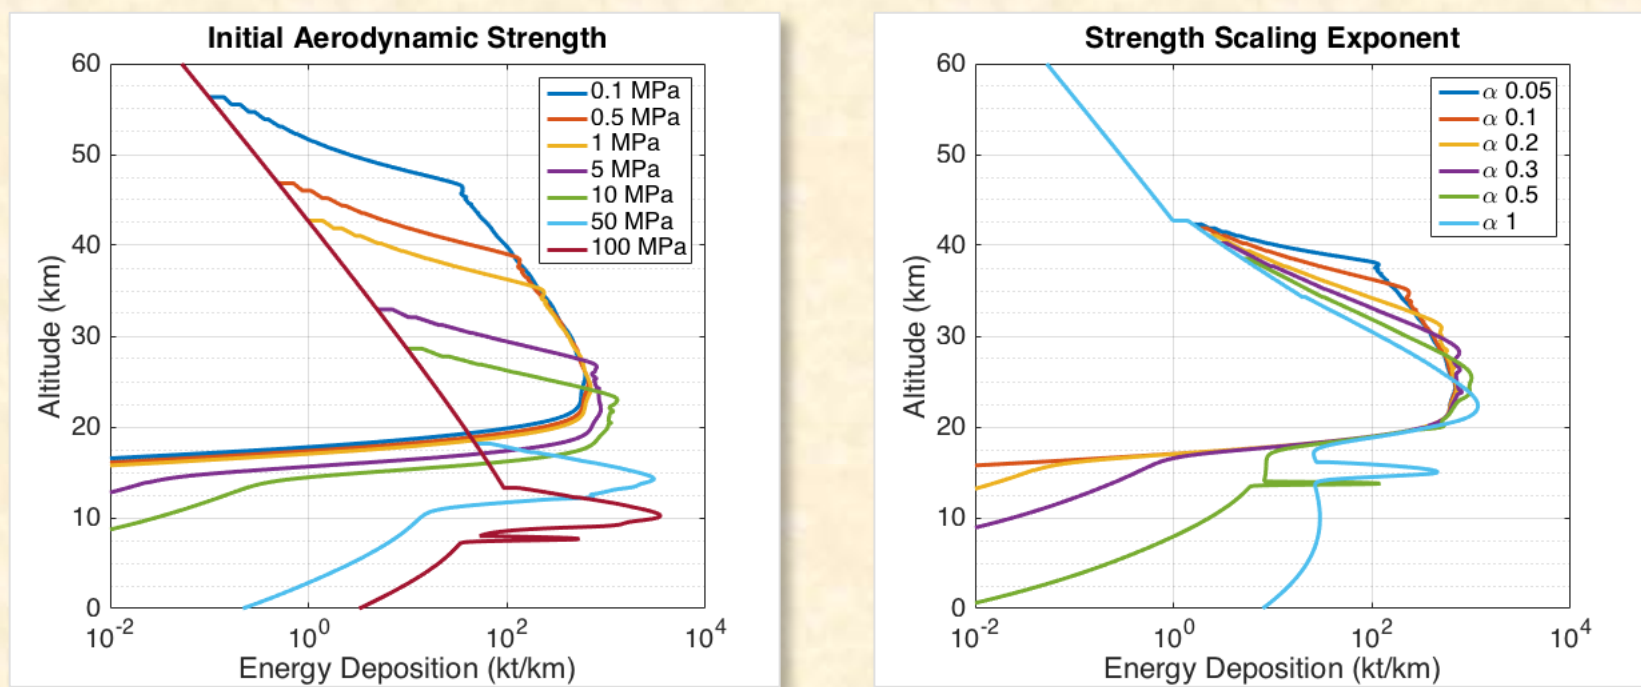 Initial Aerodynamic Strength
60
50
40
30
20
10
0
Altitude (km)
0.1 MPa
0.5 MPa
1 MPa
5 MPa
10 MPa
50 MPa
100 MPa
10^-2
10^0
10^2
10^4
Energy Deposition (kt/km)
Strength Scaling Exponent
60
50
40
30
20
10
0
Altitude (km)
α 0.05
α 0.1
α 0.2
α 0.3
α 0.5
α 1
10^-2
10^0
10^2
10^4
Energy Deposition (kt/km)